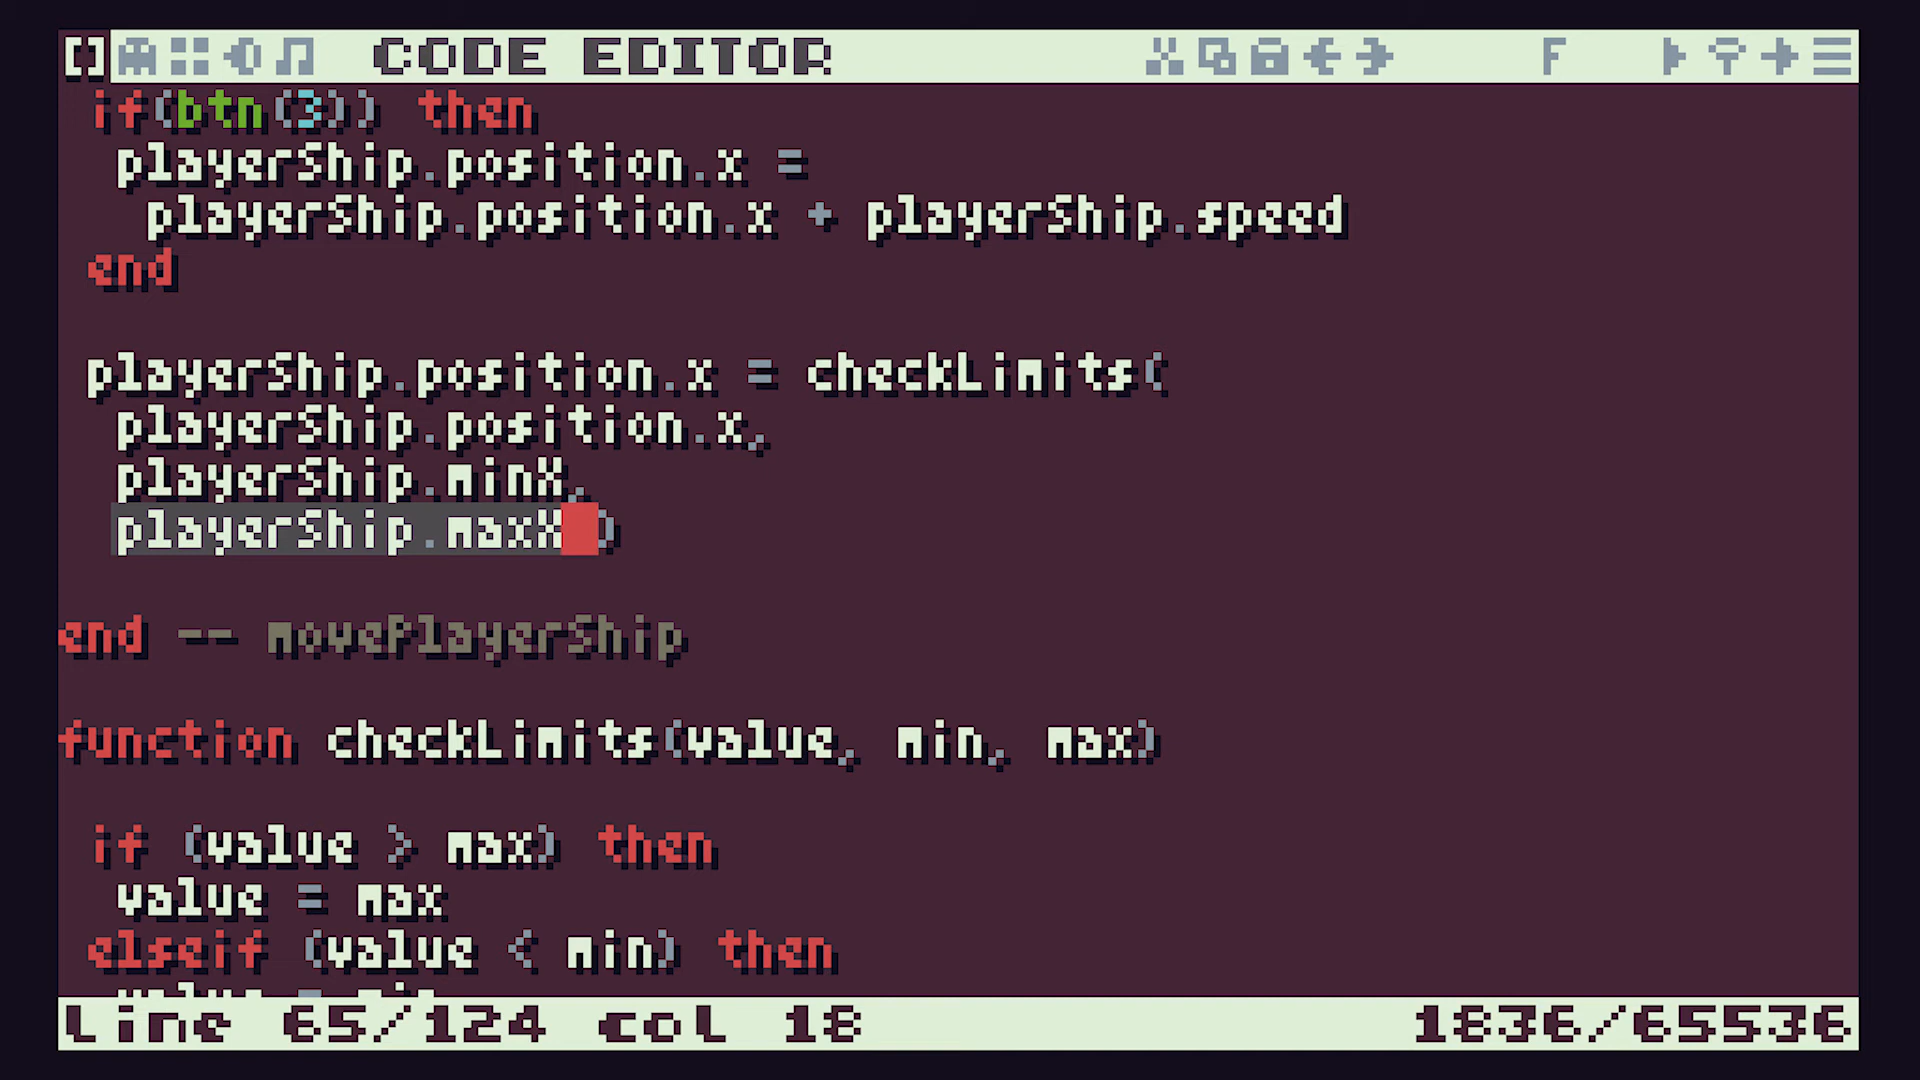 CODE EDITOR F
if(btn(3)) then
playerShip.position.x =
playerShip.position.x + playerShip.speed
end
playerShip.position.x = checkLimits(
playerShip.position.x,
playerShip.minX,
playerShip.maxX )
end -- movePlayerShip
function checkLimits(value, min, max)
if (value > max) then
value = max
elseif (value < min) then
line 65/124 col 18 1836/65536